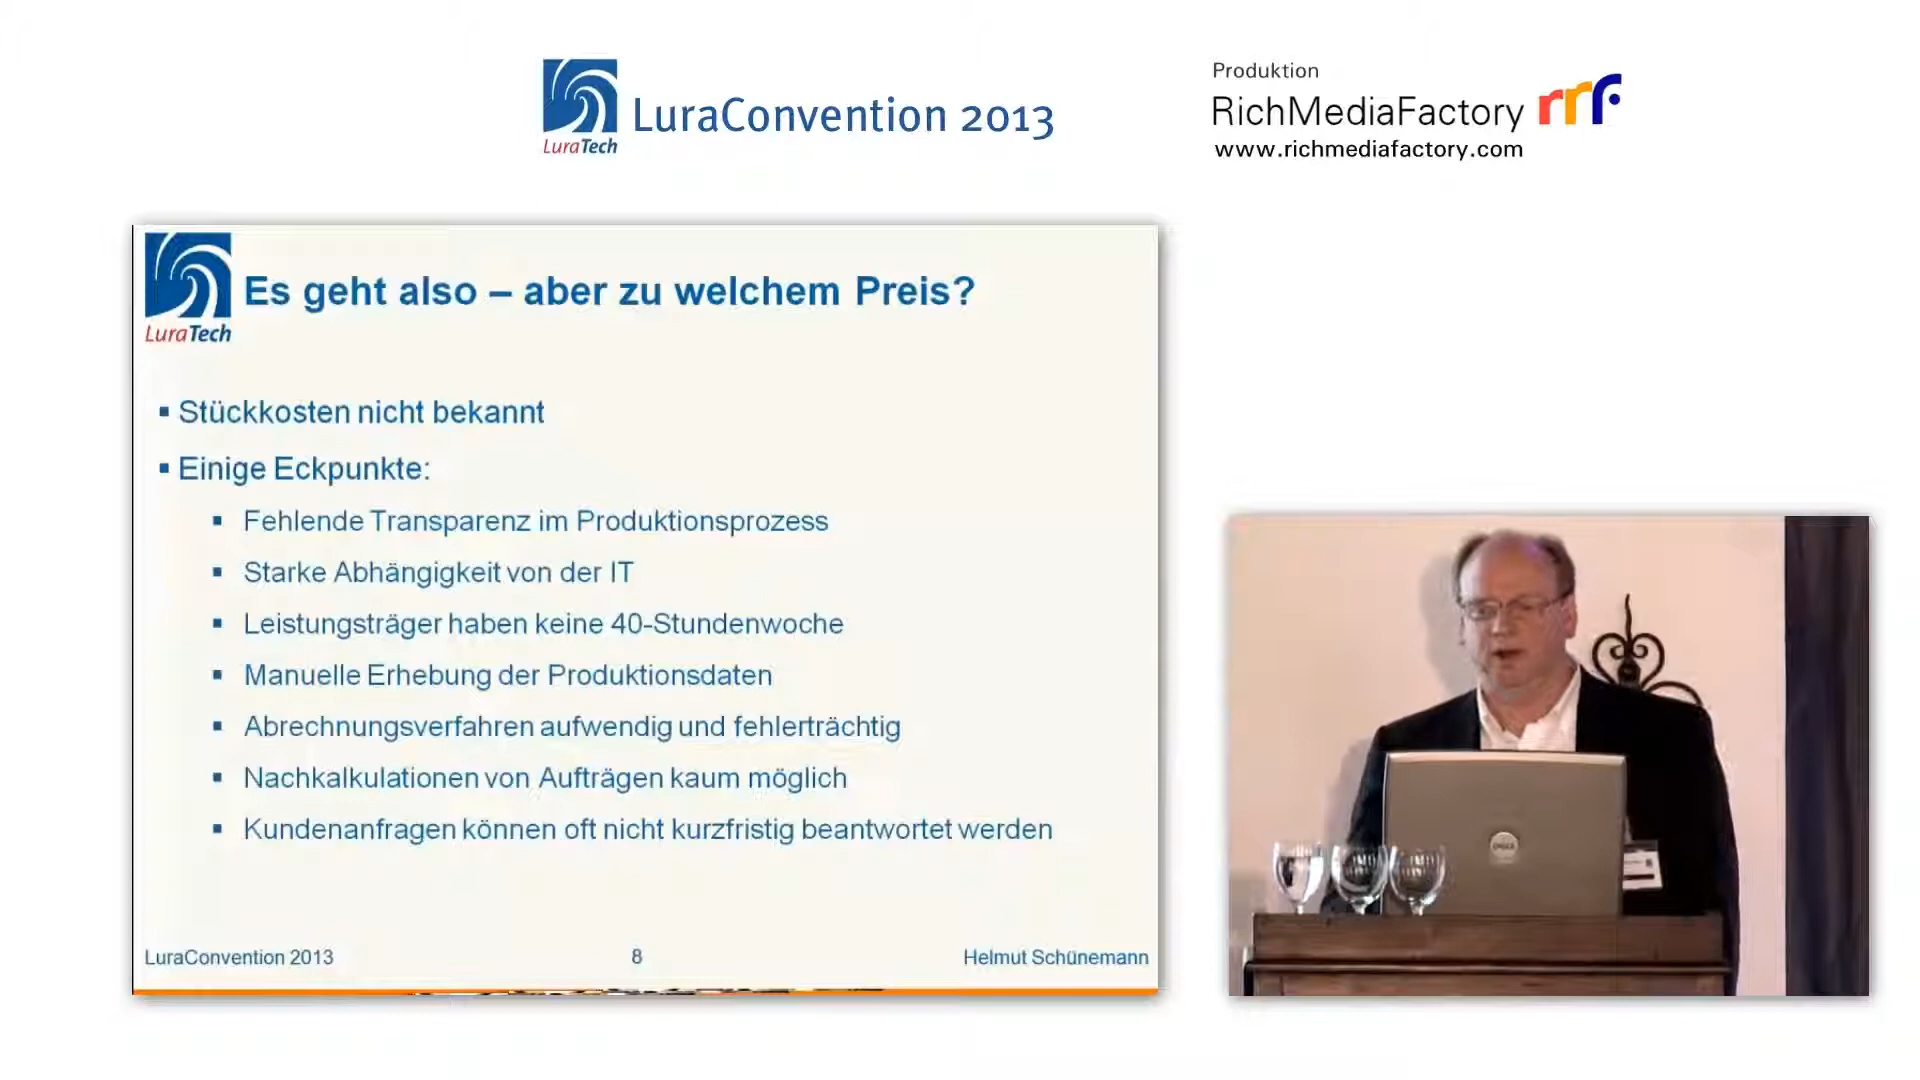 LuraTech
LuraConvention 2013
Produktion
RichMediaFactory rrf
www.richmediafactory.com
LuraTech
Es geht also – aber zu welchem Preis?
▪ Stückkosten nicht bekannt
▪ Einige Eckpunkte:
▪ Fehlende Transparenz im Produktionsprozess
▪ Starke Abhängigkeit von der IT
▪ Leistungsträger haben keine 40-Stundenwoche
▪ Manuelle Erhebung der Produktionsdaten
▪ Abrechnungsverfahren aufwendig und fehlerträchtig
▪ Nachkalkulationen von Aufträgen kaum möglich
▪ Kundenanfragen können oft nicht kurzfristig beantwortet werden
LuraConvention 2013
8
Helmut Schünemann
DELL